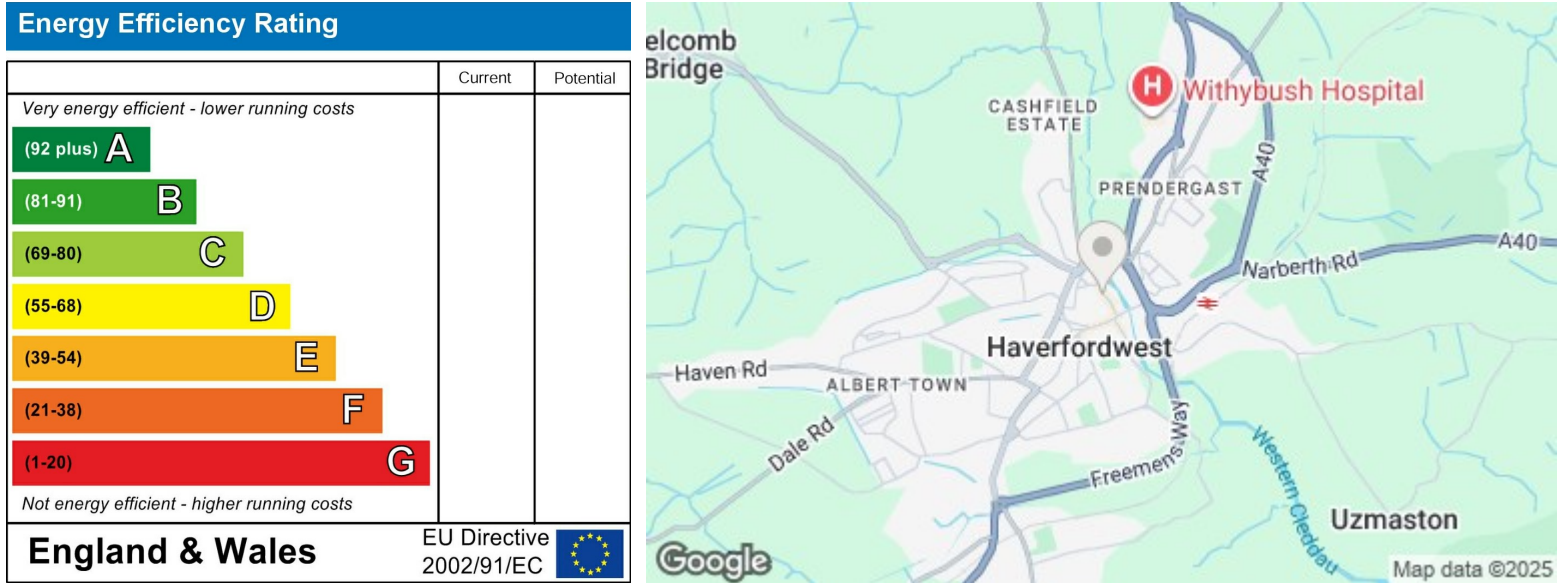 Energy Efficiency Rating
Current Potential
Very energy efficient - lower running costs
(92 plus) A
(81-91) B
(69-80) C
(55-68) D
(39-54) E
(21-38) F
(1-20) G
Not energy efficient - higher running costs
England & Wales
EU Directive
2002/91/EC
elcomb
Bridge
CASHFIELD
ESTATE
H Withybush Hospital
A40
PRENDERGAST
A40
Narberth Rd
Haverfordwest
Haven Rd
ALBERT TOWN
Dale Rd
Freemens Way
Western Cleddau
Uzmaston
Google
Map data ©2025